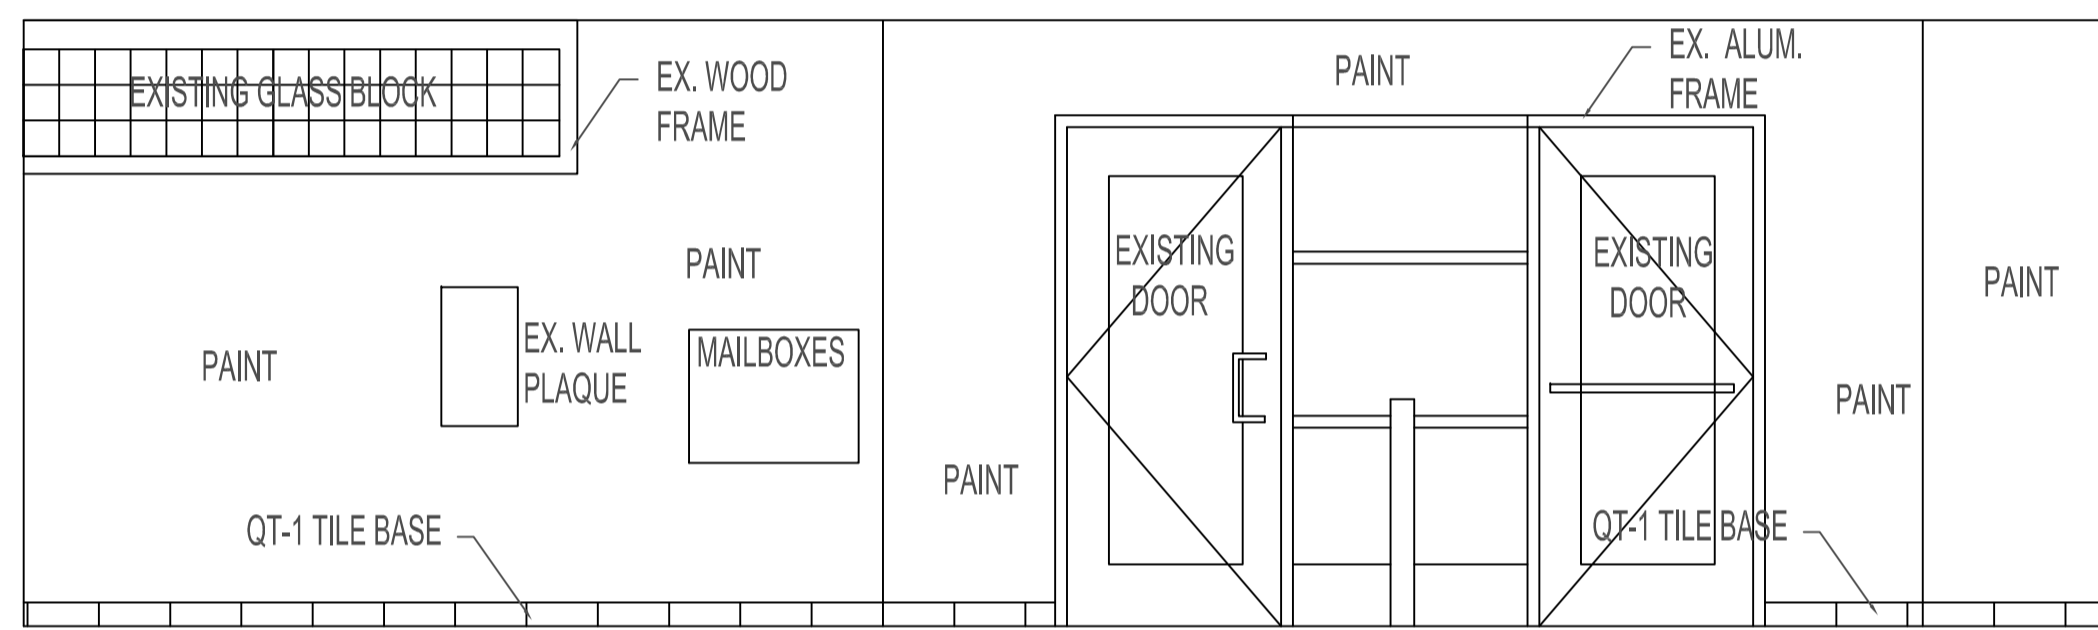 EXISTING GLASS BLOCK
EX. WOOD
FRAME
PAINT
EX. ALUM.
FRAME
PAINT
EXISTING
DOOR
EXISTING
DOOR
PAINT
EX. WALL
PLAQUE
MAILBOXES
PAINT
PAINT
PAINT
QT-1 TILE BASE
QT-1 TILE BASE